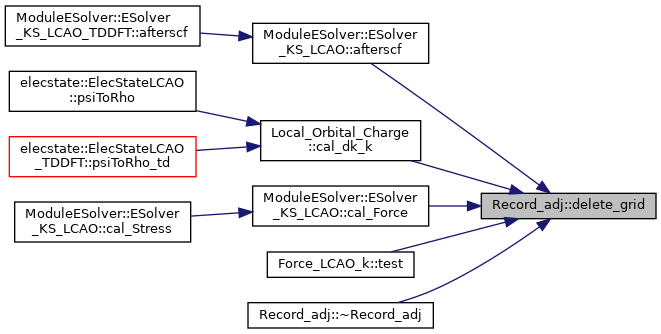 ModuleESolver::ESolver
_KS_LCAO_TDDFT::afterscf
ModuleESolver::ESolver
_KS_LCAO::afterscf
elecstate::ElecStateLCAO
::psiToRho
elecstate::ElecStateLCAO
_TDDFT::psiToRho_td
Local_Orbital_Charge
::cal_dk_k
ModuleESolver::ESolver
_KS_LCAO::cal_Stress
ModuleESolver::ESolver
_KS_LCAO::cal_Force
Force_LCAO_k::test
Record_adj::~Record_adj
Record_adj::delete_grid